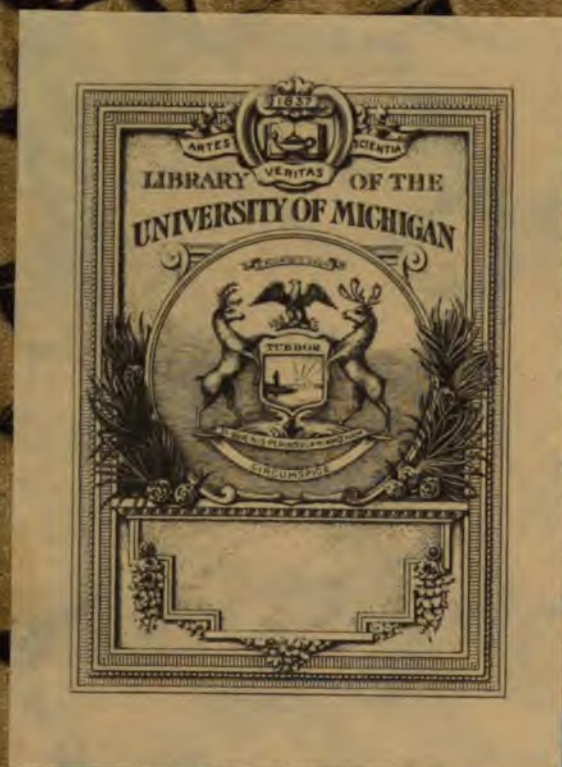 1837
ARTES SCIENTIA
VERITAS
LIBRARY OF THE
UNIVERSITY OF MICHIGAN
TUEBOR
CIRCUMSPICE